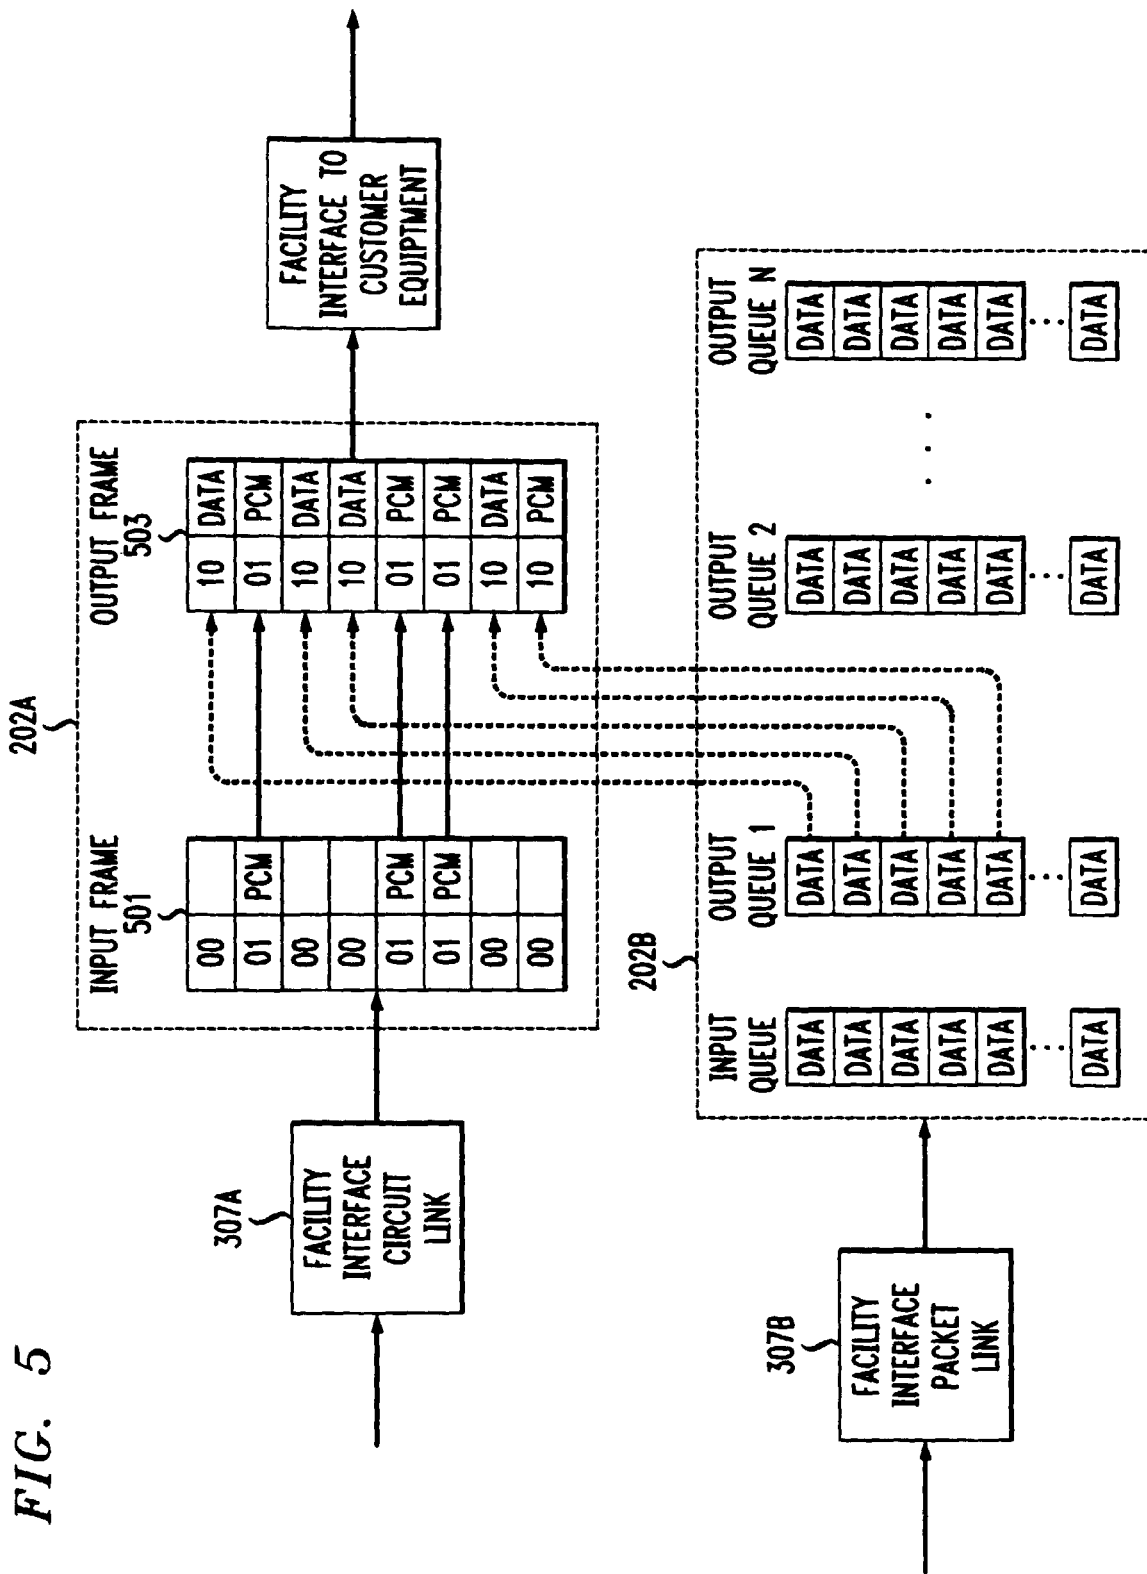 FIG. 5
202A
INPUT FRAME
501
OUTPUT FRAME
503
00
01 PCM
00
00
01 PCM
01 PCM
00
00
10 DATA
01 PCM
10 DATA
10 DATA
01 PCM
01 PCM
10 DATA
10 PCM
307A
FACILITY
INTERFACE
CIRCUIT
LINK
FACILITY
INTERFACE TO
CUSTOMER
EQUIPTMENT
202B
307B
FACILITY
INTERFACE
PACKET
LINK
INPUT
QUEUE
DATA
DATA
DATA
DATA
DATA
...
DATA
OUTPUT
QUEUE 1
DATA
DATA
DATA
DATA
DATA
...
DATA
OUTPUT
QUEUE 2
DATA
DATA
DATA
DATA
DATA
...
DATA
. . .
OUTPUT
QUEUE N
DATA
DATA
DATA
DATA
DATA
...
DATA